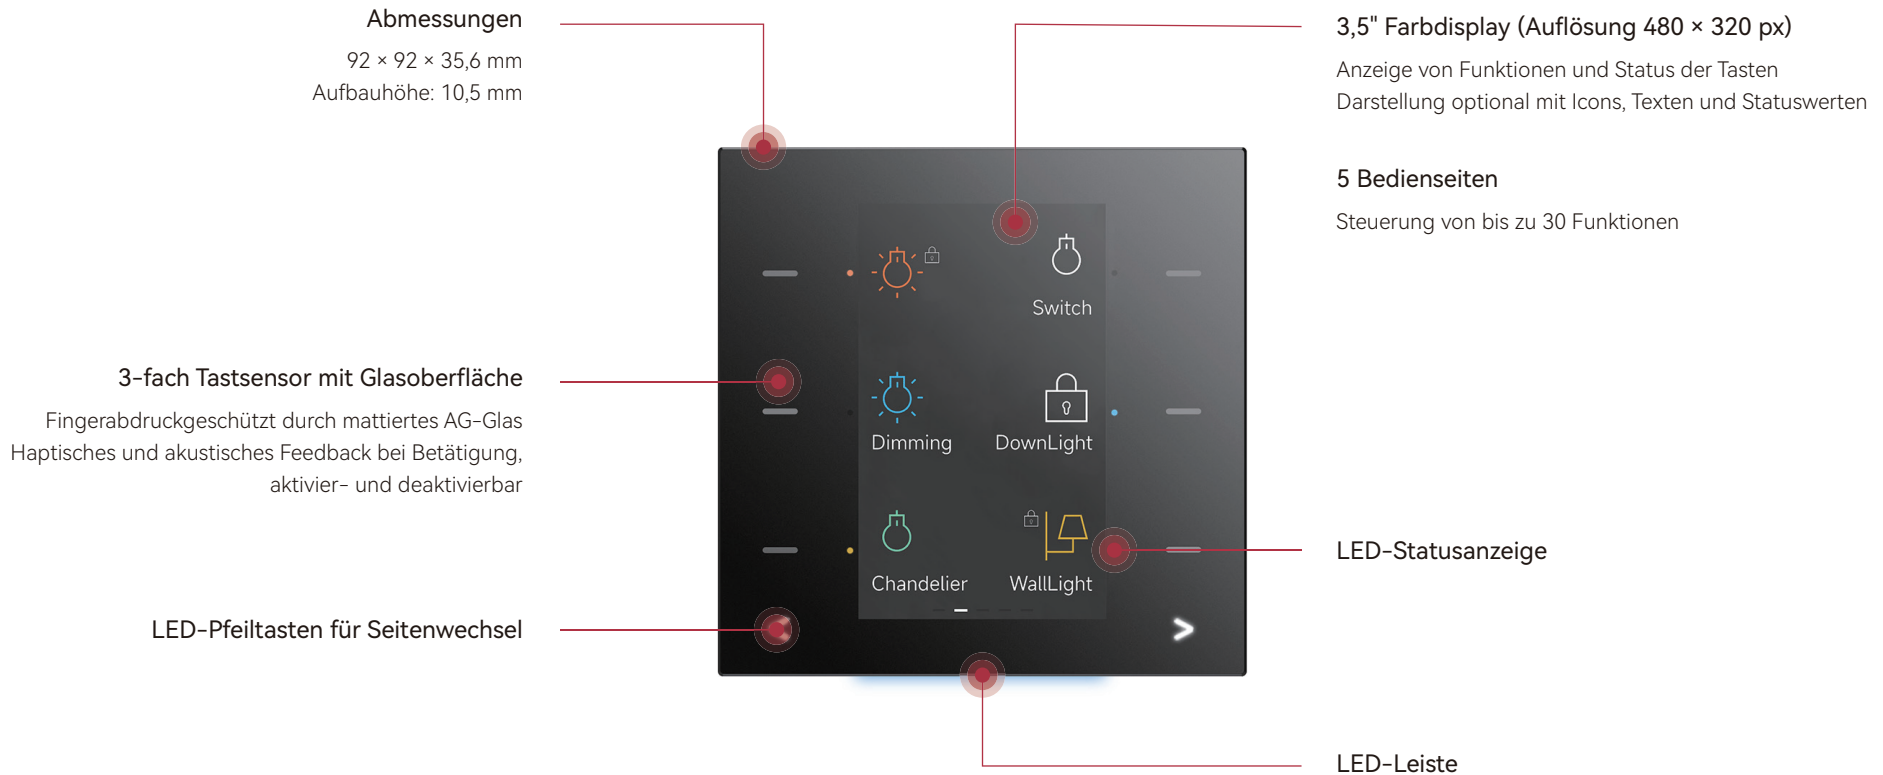 Abmessungen
92 × 92 × 35,6 mm
Aufbauhöhe: 10,5 mm
3,5" Farbdisplay (Auflösung 480 × 320 px)
Anzeige von Funktionen und Status der Tasten
Darstellung optional mit Icons, Texten und Statuswerten
5 Bedienseiten
Steuerung von bis zu 30 Funktionen
Switch
3-fach Tastsensor mit Glasoberfläche
Fingerabdruckgeschützt durch mattiertes AG-Glas
Haptisches und akustisches Feedback bei Betätigung,
aktivier- und deaktivierbar
Dimming
DownLight
Chandelier
WallLight
LED-Statusanzeige
LED-Pfeiltasten für Seitenwechsel
LED-Leiste